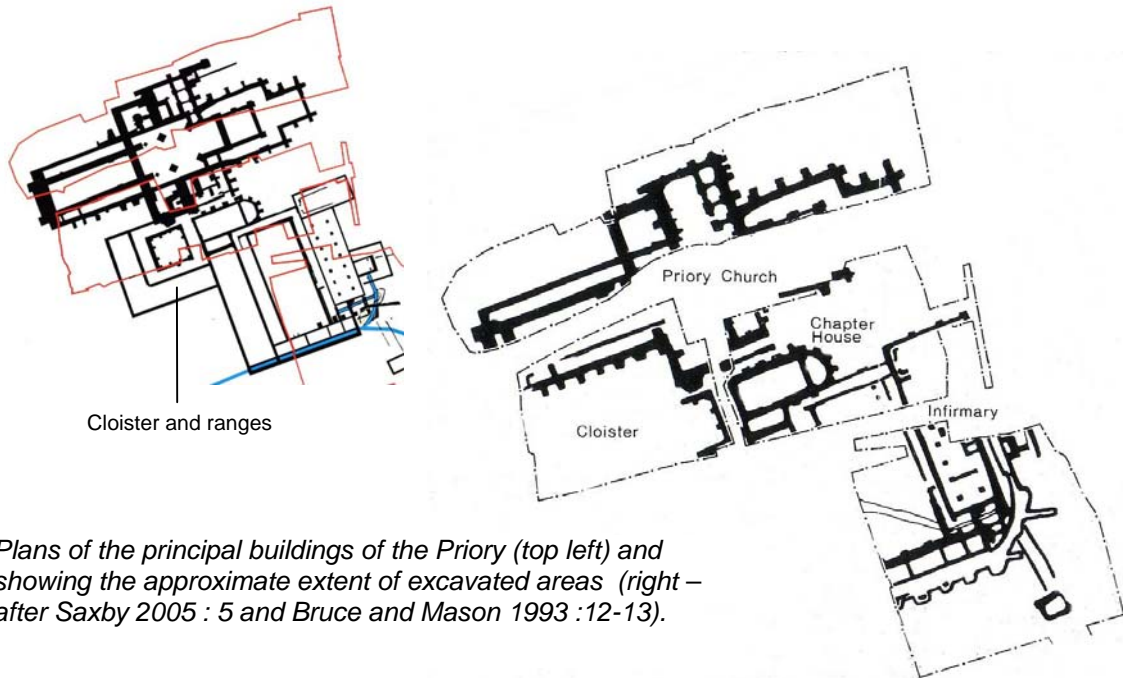 Priory Church
Chapter
House
Cloister
Infirmary
Cloister and ranges
Plans of the principal buildings of the Priory (top left) and
showing the approximate extent of excavated areas (right –
after Saxby 2005 : 5 and Bruce and Mason 1993 :12-13).